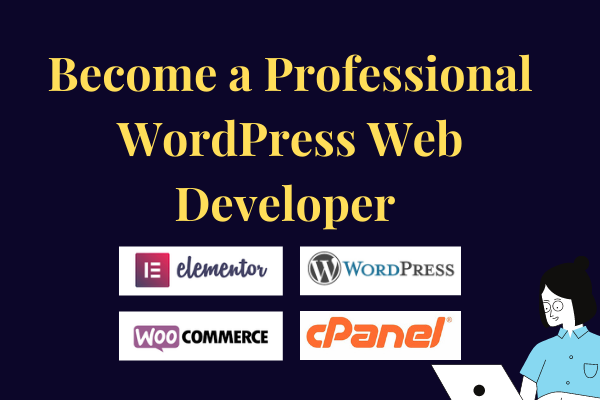 Become a Professional
WordPress Web
Developer
elementor
WORDPRESS
WOO COMMERCE
cPanel®